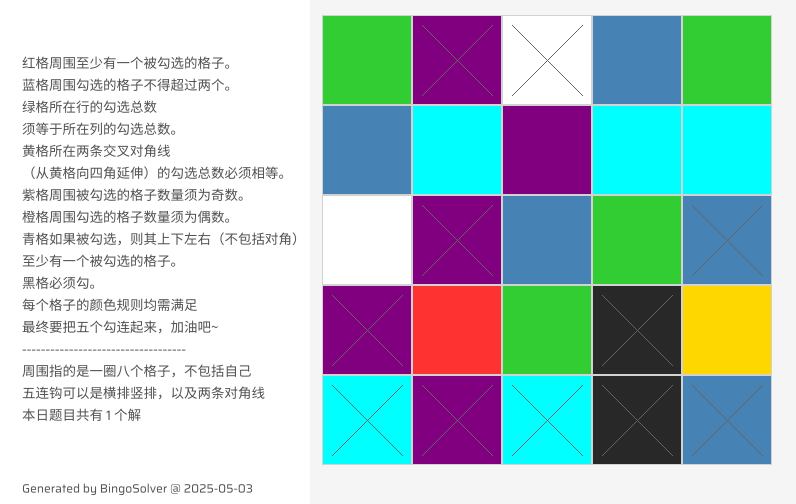 红格周围至少有一个被勾选的格子。
蓝格周围勾选的格子不得超过两个。
绿格所在行的勾选总数
须等于所在列的勾选总数。
黄格所在两条交叉对角线
（从黄格向四角延伸）的勾选总数必须相等。
紫格周围被勾选的格子数量须为奇数。
橙格周围勾选的格子数量须为偶数。
青格如果被勾选，则其上下左右（不包括对角）
至少有一个被勾选的格子。
黑格必须勾。
每个格子的颜色规则均需满足
最终要把五个勾连起来，加油吧~
-----------------------------------
周围指的是一圈八个格子，不包括自己
五连钩可以是横排竖排，以及两条对角线
本日题目共有1个解
Generated by BingoSolver @ 2025-05-03